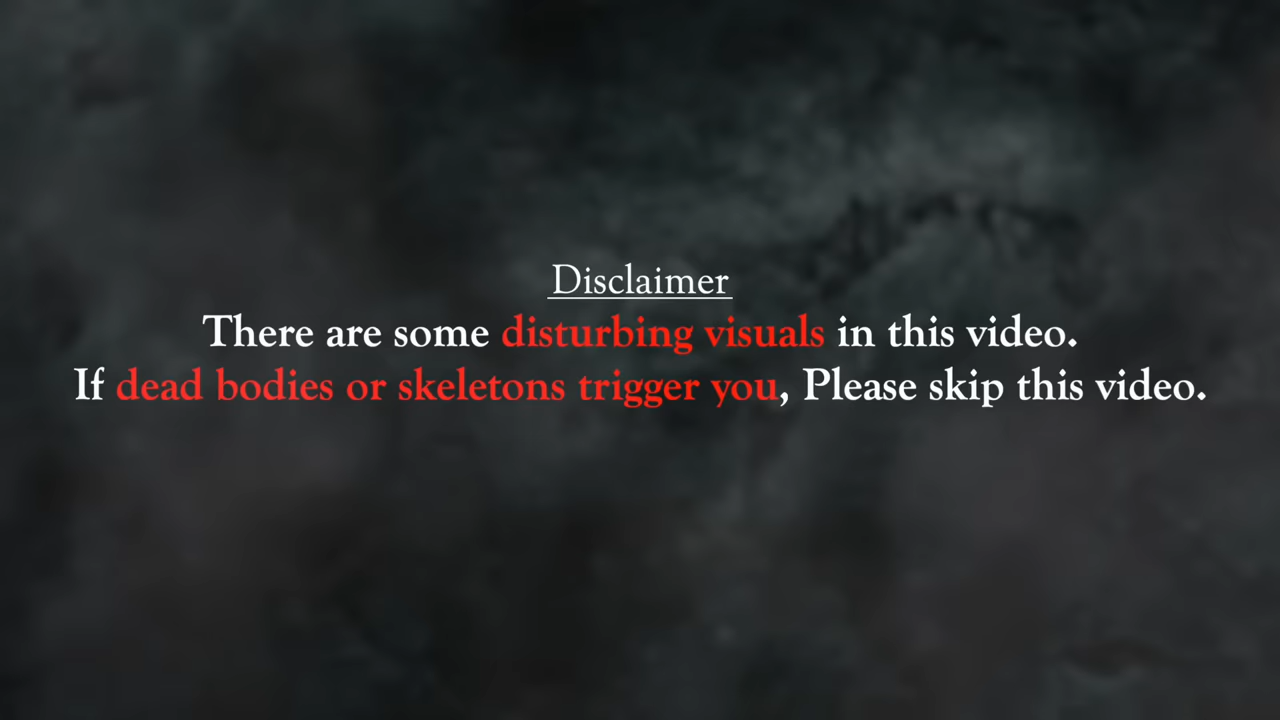 Disclaimer
There are some disturbing visuals in this video.
If dead bodies or skeletons trigger you, Please skip this video.